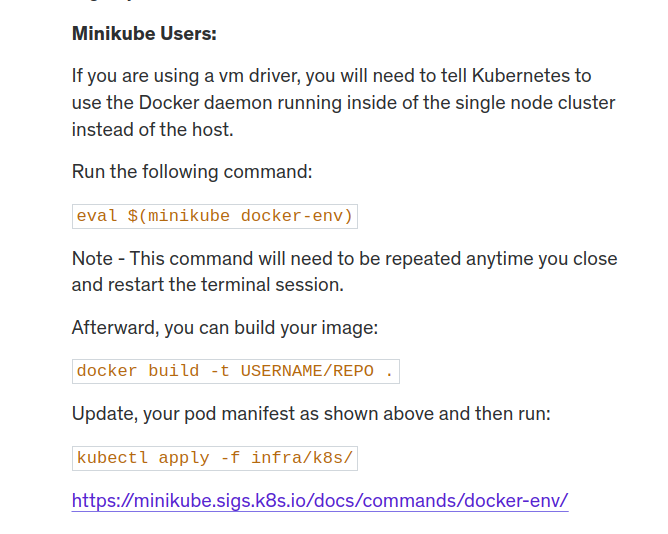 Minikube Users:
If you are using a vm driver, you will need to tell Kubernetes to
use the Docker daemon running inside of the single node cluster
instead of the host.
Run the following command:
eval $(minikube docker-env)
Note - This command will need to be repeated anytime you close
and restart the terminal session.
Afterward, you can build your image:
docker build -t USERNAME/REPO .
Update, your pod manifest as shown above and then run:
kubectl apply -f infra/k8s/
https://minikube.sigs.k8s.io/docs/commands/docker-env/